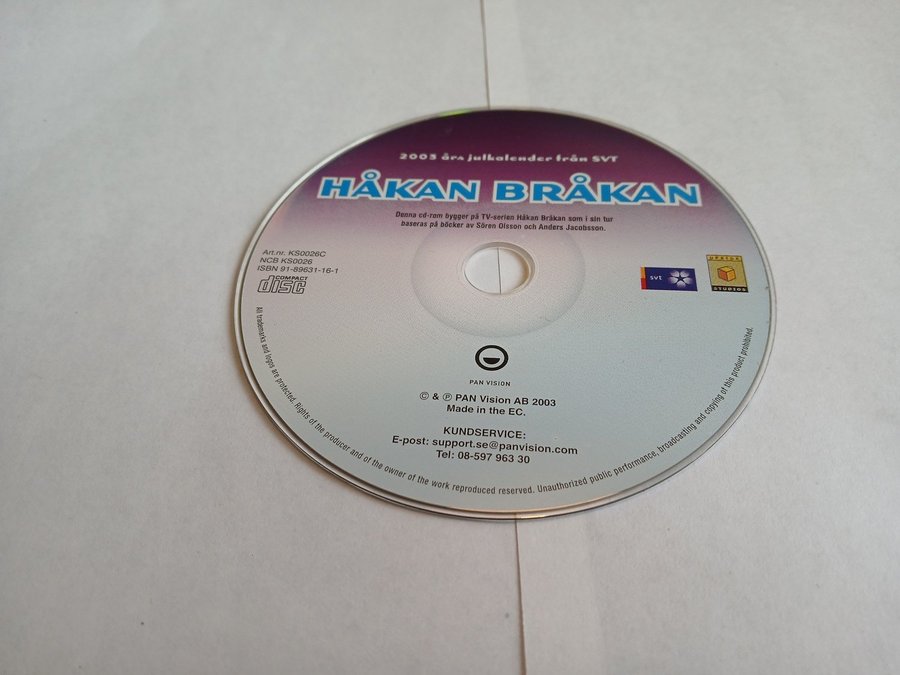 2003 års julkalender från SVT
HÅKAN BRÅKAN
Denna cd-rom bygger på TV-serien Håkan Bråkan som i sin tur
baseras på böcker av Sören Olsson och Anders Jacobsson.
Art.nr. KS0026C
NCB KS0026
ISBN 91-89631-16-1
COMPACT
disc
svt
UPSIDE
STUDIOS
PAN VISION
© & ℗ PAN Vision AB 2003
Made in the EC.
KUNDSERVICE:
E-post: support.se@panvision.com
Tel: 08-597 963 30
All trademarks and logos are protected. Rights of the producer and of the owner of the work reproduced reserved. Unauthorized public performance, broadcasting and copying of this product prohibited.